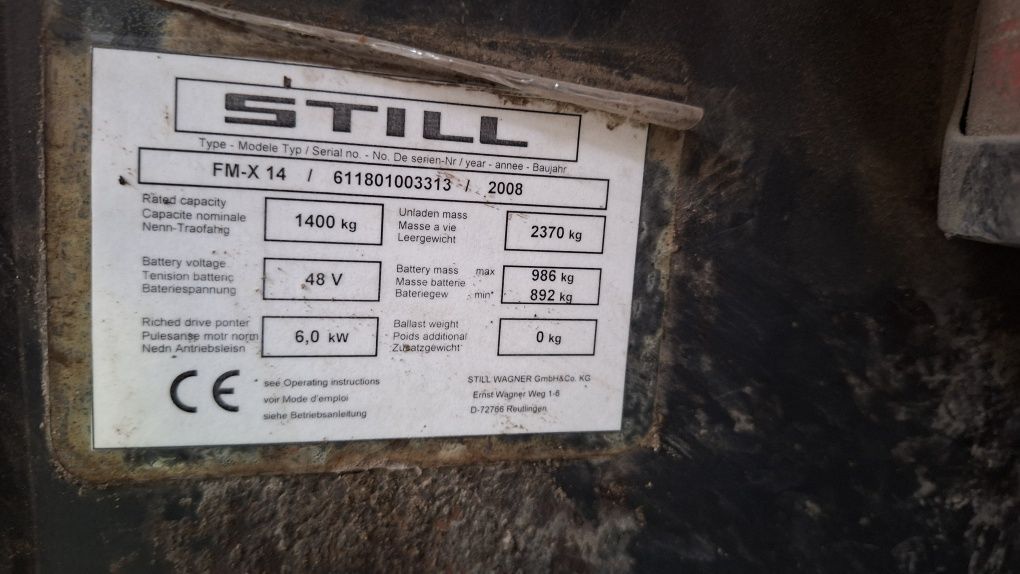 STILL
Type - Modele Typ / Serial no. - No. De serien-Nr / year - annee - Baujahr
FM-X 14 / 611801003313 / 2008
Rated capacity
Capacite nominale
Nenn-Traofahig
1400 kg
Unladen mass
Masse a vie
Leergewicht
2370 kg
Battery voltage
Tenision batteric
Bateriespannung
48 V
Battery mass max
Masse batterie
Bateriegew min*
986 kg
892 kg
Riched drive ponter
Pulesanse motr norm
Nedn Antriebsleisn
6,0 kW
Ballast weight
Poids additional
Zusatzgewicht
0 kg
CE
see Operating instructions
voir Mode d'emploi
siehe Betriebsanleitung
STILL WAGNER GmbH&Co. KG
Ernst Wagner Weg 1-6
D-72766 Reutlingen